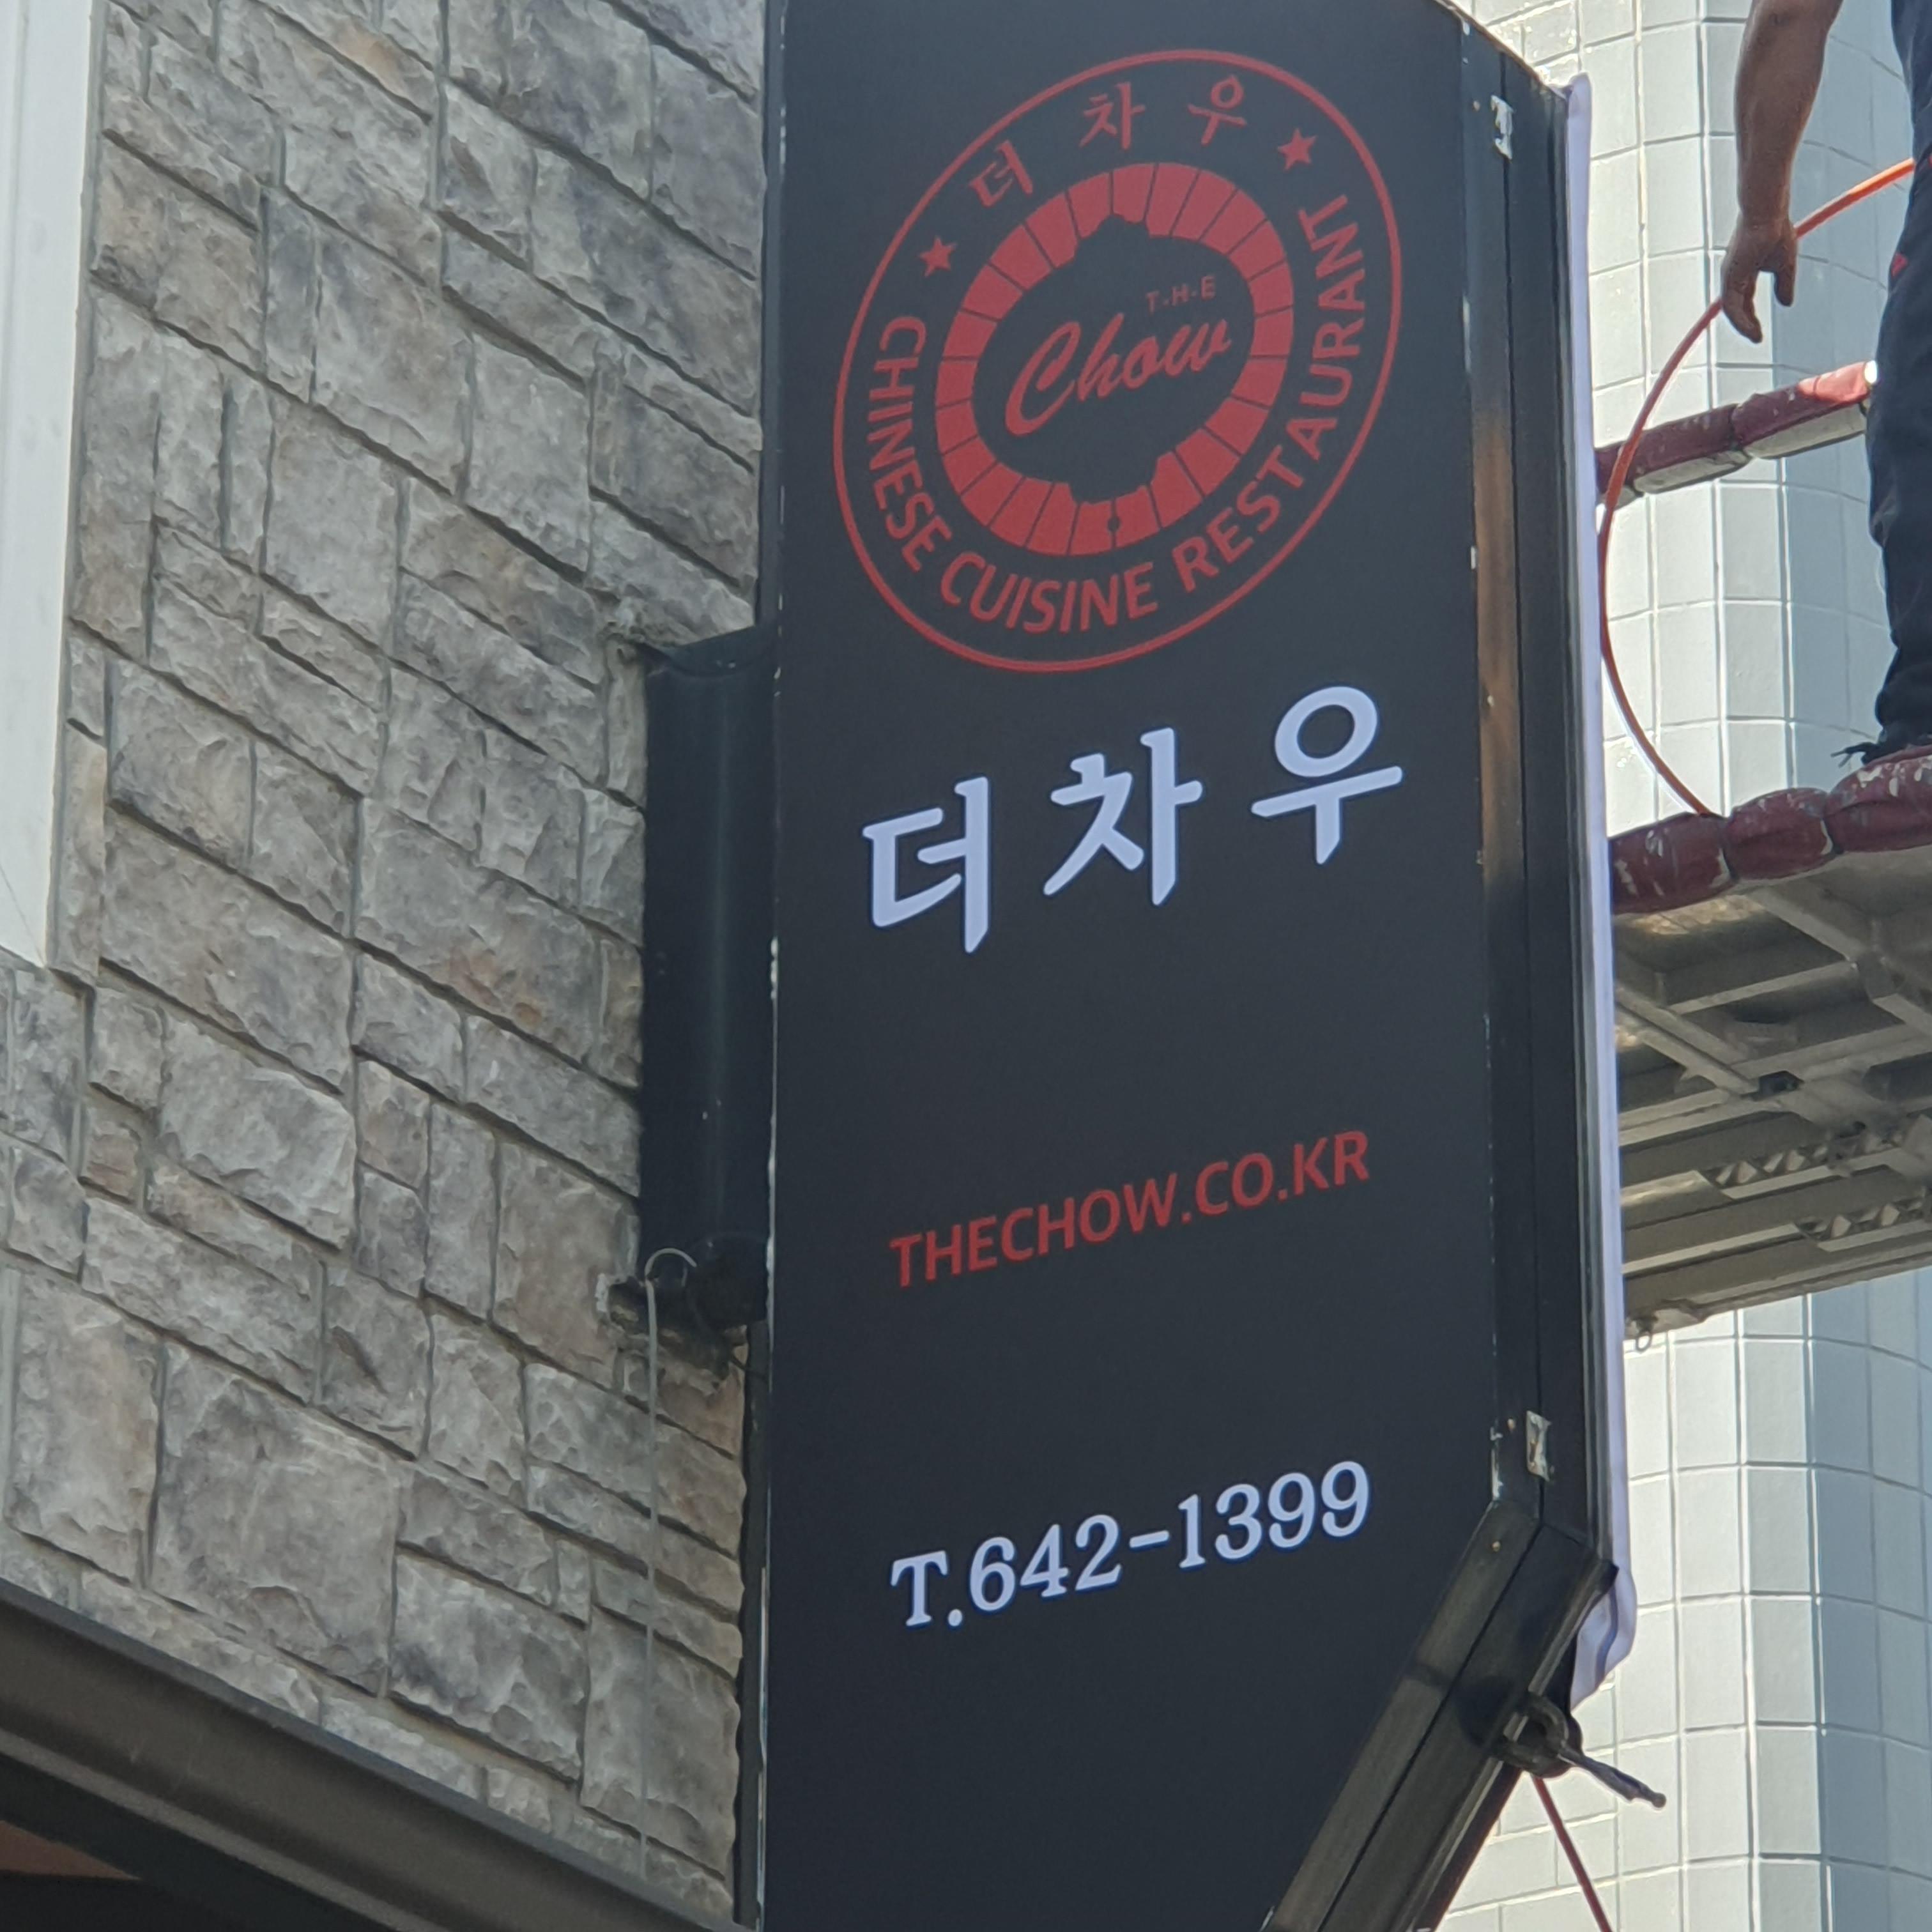 더 차 우
T·H·E
Chow
CHINESE CUISINE RESTAURANT
더 차 우
THECHOW.CO.KR
T.642-1399